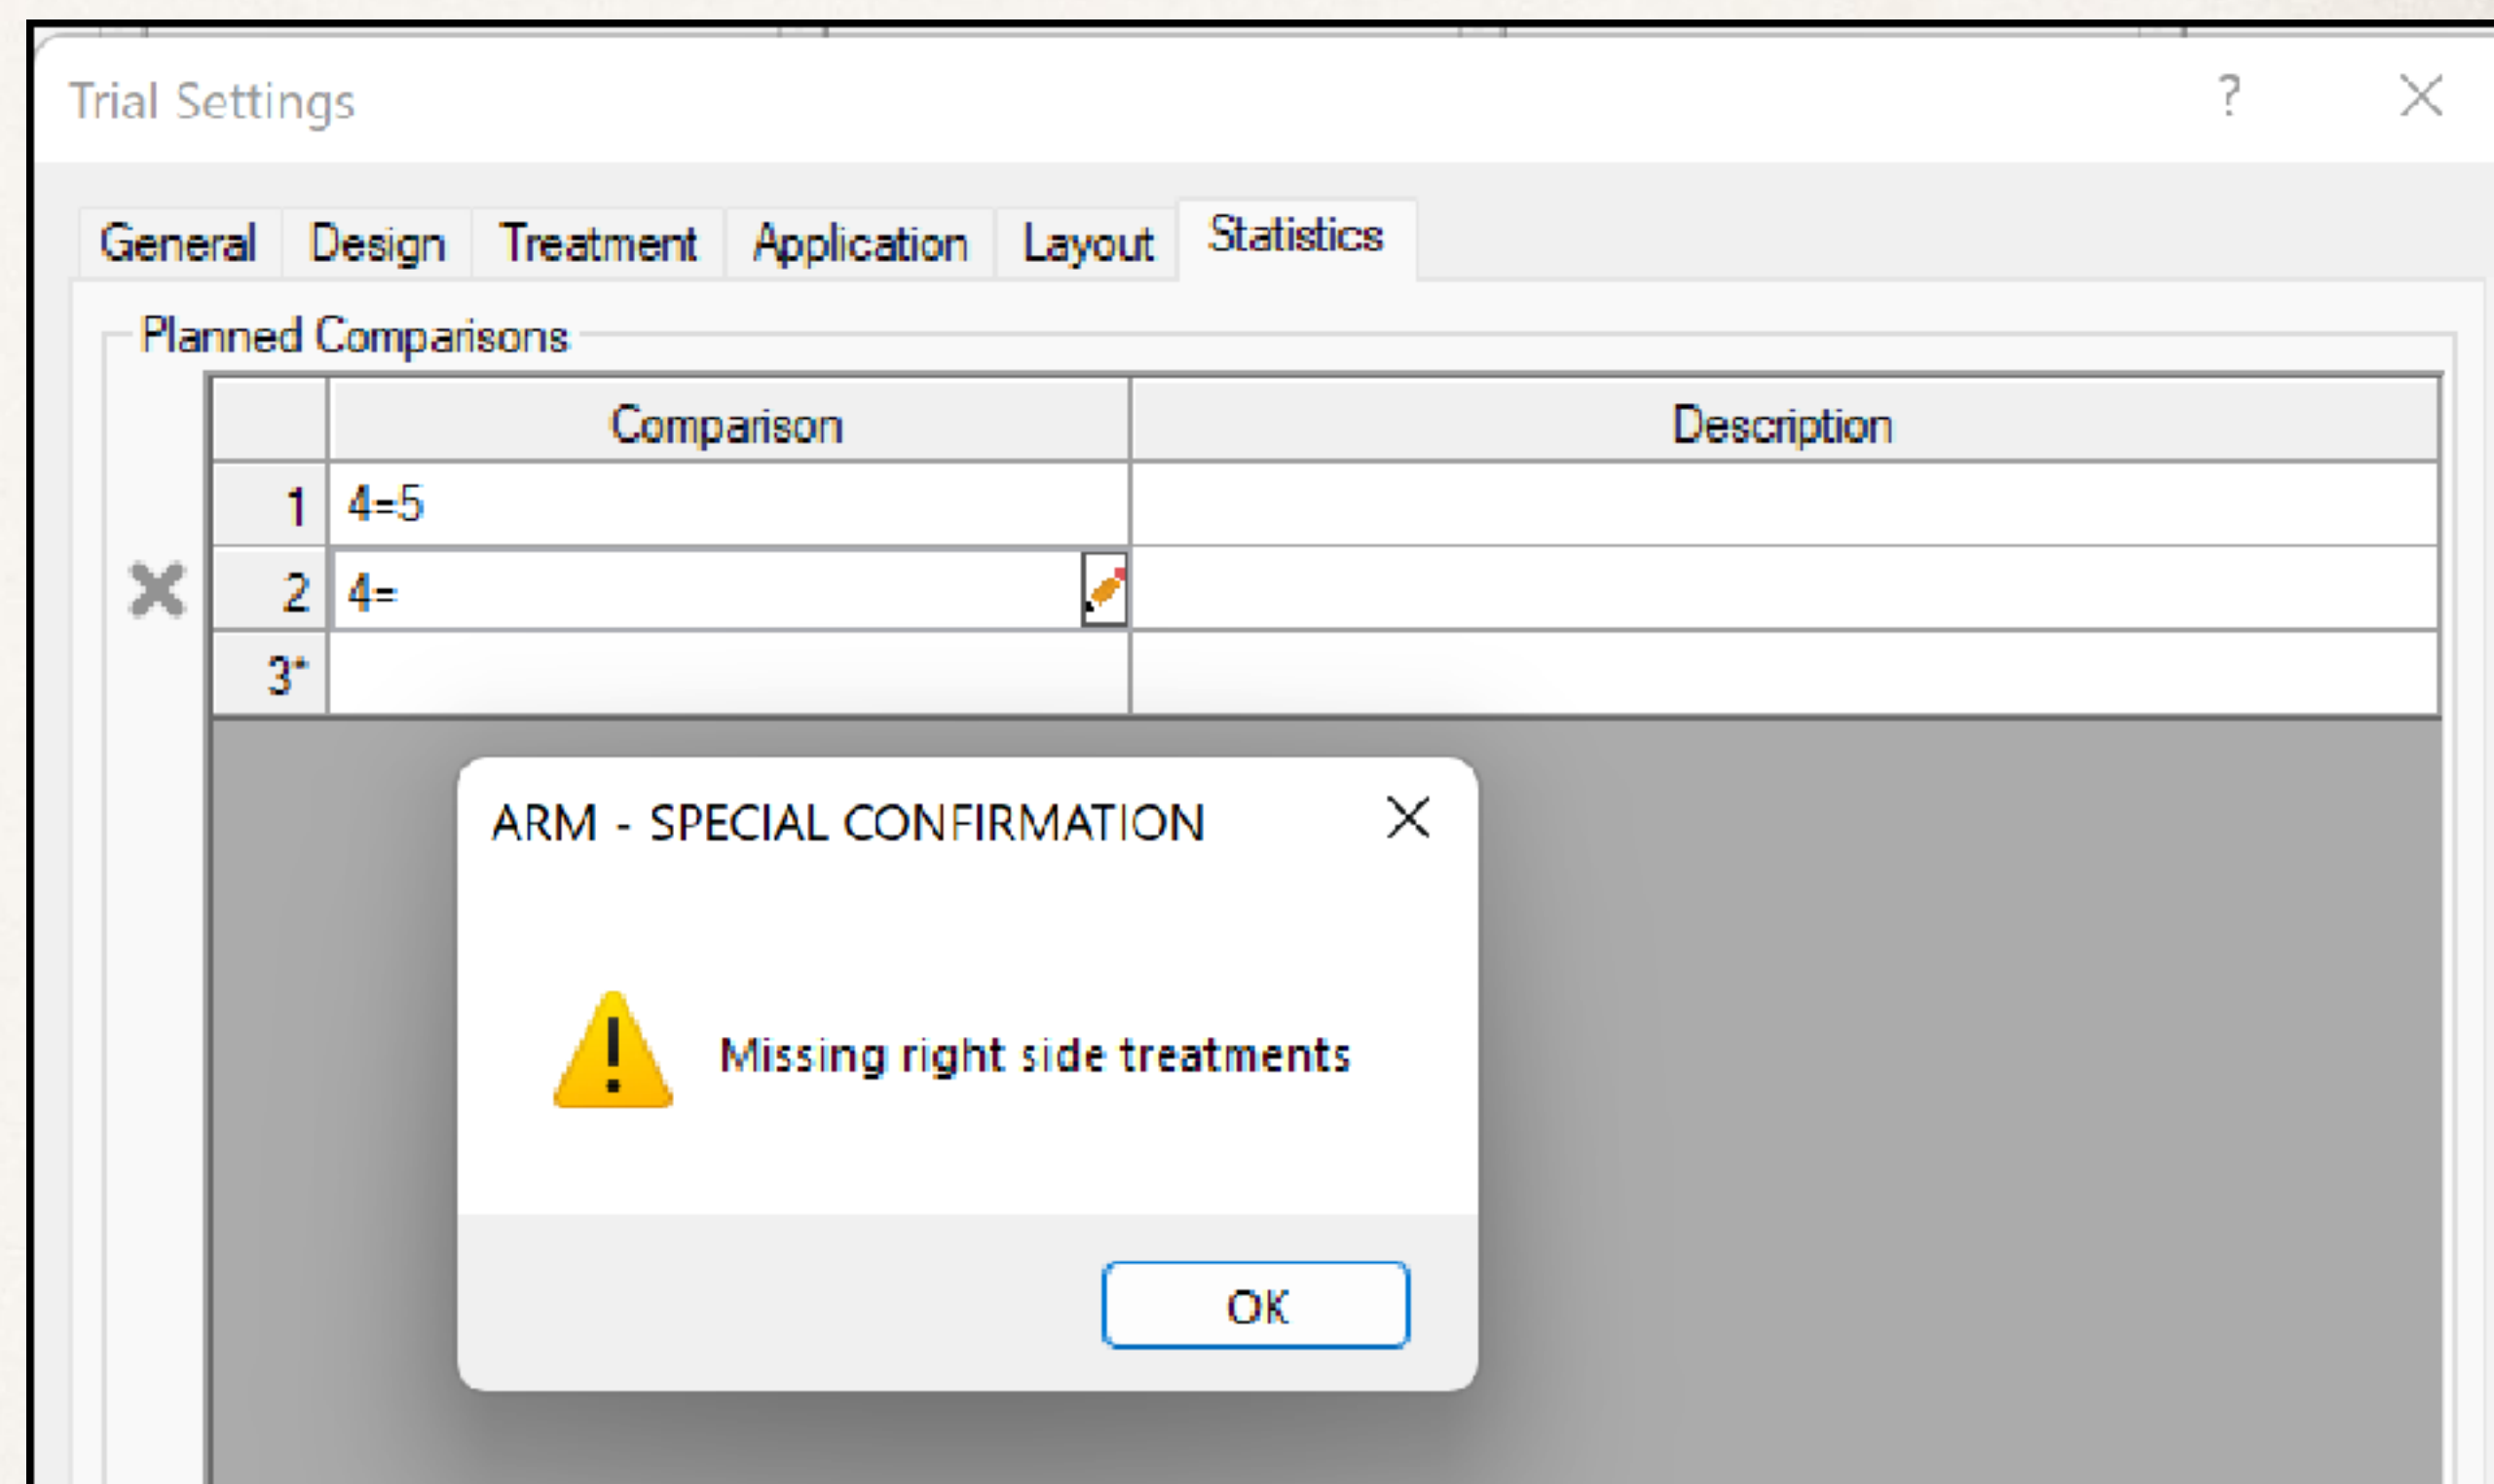 Trial Settings ?
General Design Treatment Application Layout Statistics
Planned Comparisons
Comparison Description
1 4=5
2 4=
3*
ARM - SPECIAL CONFIRMATION
Missing right side treatments
OK